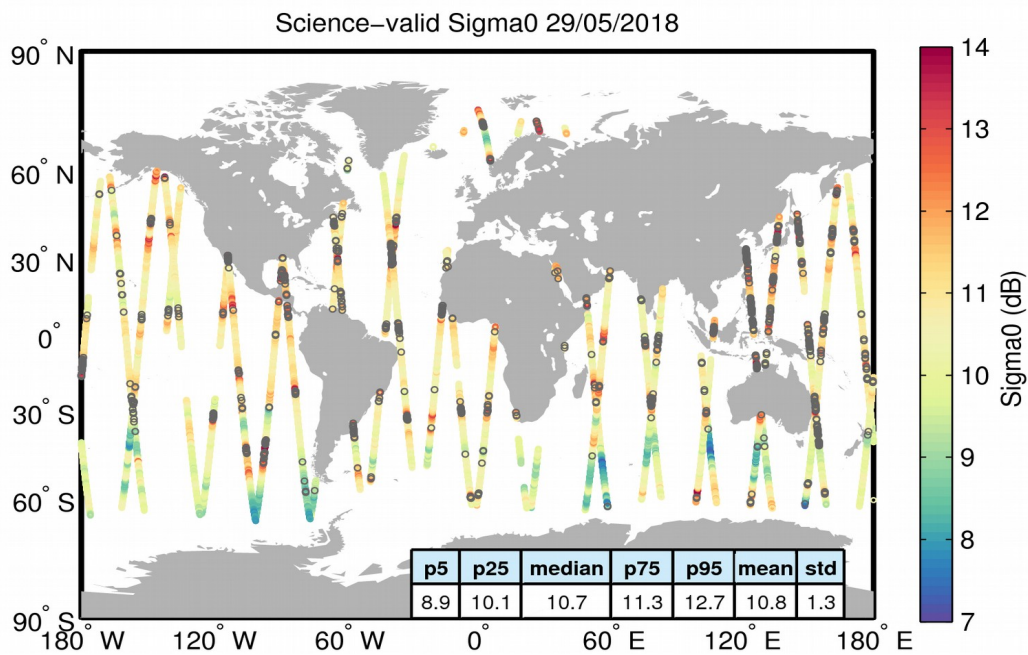 Science−valid Sigma0 29/05/2018
90° N
60° N
30° N
0°
30° S
60° S
90° S
180° W
120° W
60° W
0°
60° E
120° E
180° E
14
13
12
11
10
9
8
7
Sigma0 (dB)
p5 p25 median p75 p95 mean std
8.9 10.1 10.7 11.3 12.7 10.8 1.3